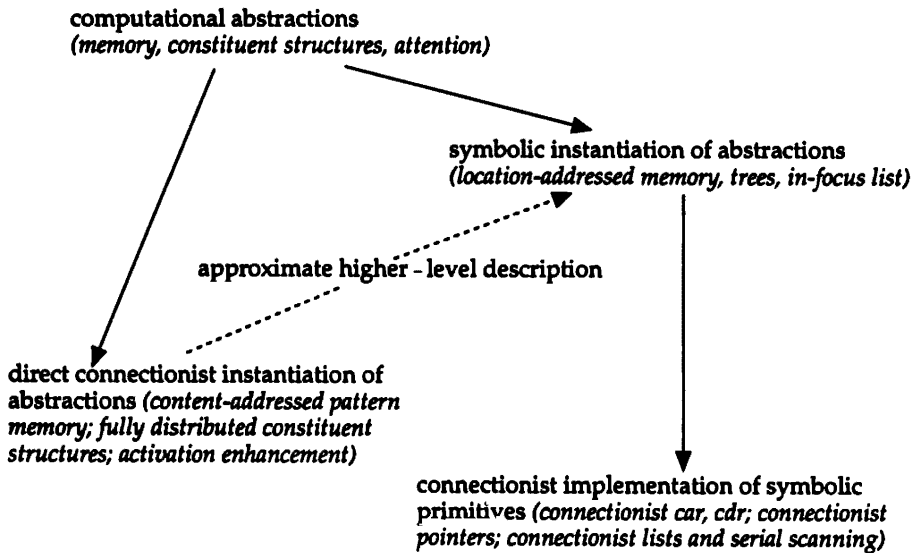 computational abstractions
(memory, constituent structures, attention)
symbolic instantiation of abstractions
(location-addressed memory, trees, in-focus list)
approximate higher - level description
direct connectionist instantiation of
abstractions (content-addressed pattern
memory; fully distributed constituent
structures; activation enhancement)
connectionist implementation of symbolic
primitives (connectionist car, cdr; connectionist
pointers; connectionist lists and serial scanning)